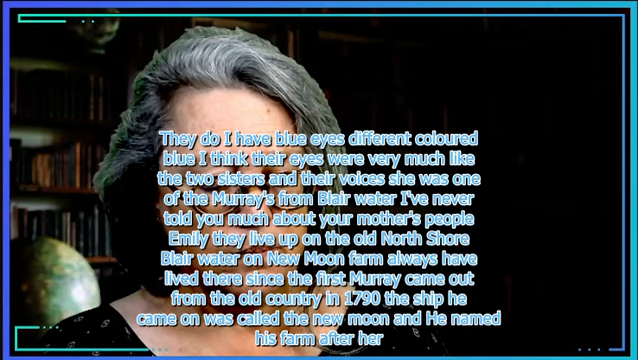 They do I have blue eyes different coloured
blue I think their eyes were very much like
the two sisters and their voices she was one
of the Murray's from Blair water I've never
told you much about your mother's people
Emily they live up on the old North Shore
Blair water on New Moon farm always have
lived there since the first Murray came out
from the old country in 1790 the ship he
came on was called the new moon and He named
his farm after her